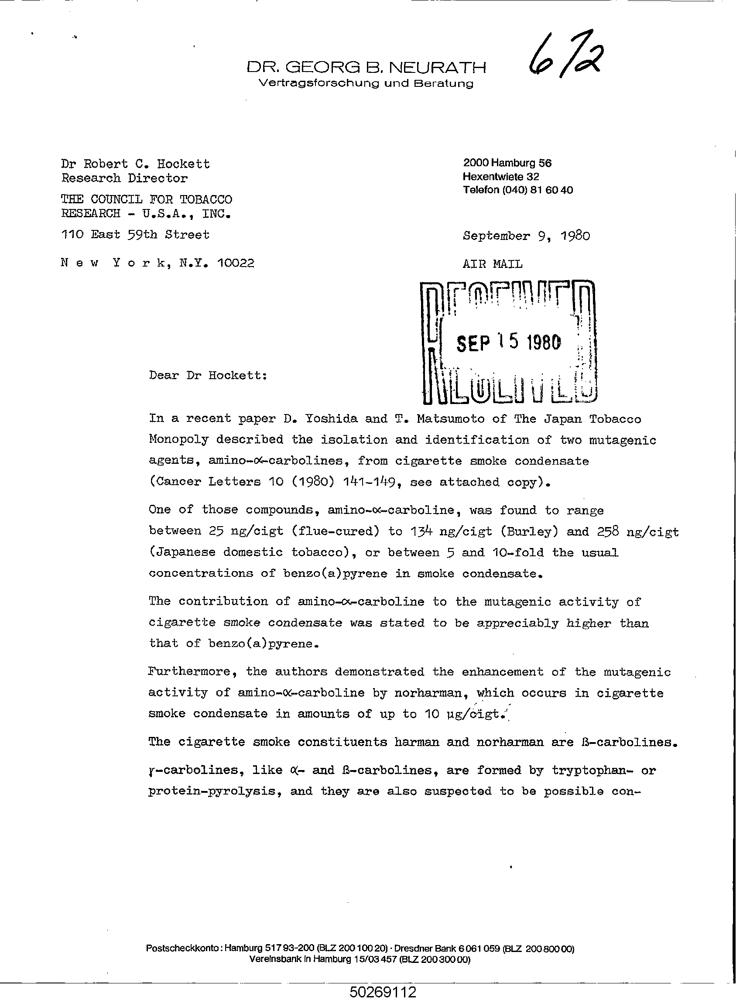 672
DR. GEORG B. NEURATH
Vertragsforschung und Beratung
Dr Robert C. Hockett
Research Director
THE COUNCIL FOR TOBACCO
RESEARCH - U.S.A., INC.
110 East 59th Street
N e w Y o r k, N.Y. 10022
2000 Hamburg 56
Hexentwiete 32
Telefon (040) 81 60 40
September 9, 1980
AIR MAIL
RECEIVED
SEP 15 1980
RECEIVED
Dear Dr Hockett:
In a recent paper D. Yoshida and T. Matsumoto of The Japan Tobacco
Monopoly described the isolation and identification of two mutagenic
agents, amino-α-carbolines, from cigarette smoke condensate
(Cancer Letters 10 (1980) 141-149, see attached copy).
One of those compounds, amino-α-carboline, was found to range
between 25 ng/cigt (flue-cured) to 134 ng/cigt (Burley) and 258 ng/cigt
(Japanese domestic tobacco), or between 5 and 10-fold the usual
concentrations of benzo(a)pyrene in smoke condensate.
The contribution of amino-α-carboline to the mutagenic activity of
cigarette smoke condensate was stated to be appreciably higher than
that of benzo(a)pyrene.
Furthermore, the authors demonstrated the enhancement of the mutagenic
activity of amino-α-carboline by norharman, which occurs in cigarette
smoke condensate in amounts of up to 10 µg/cigt.
The cigarette smoke constituents harman and norharman are ß-carbolines.
γ-carbolines, like α- and ß-carbolines, are formed by tryptophan- or
protein-pyrolysis, and they are also suspected to be possible con-
Postscheckkonto: Hamburg 517 93-200 (BLZ 200 100 20) · Dresdner Bank 6 061 059 (BLZ 200 800 00)
Vereinsbank in Hamburg 15/03 457 (BLZ 200 300 00)
50269112